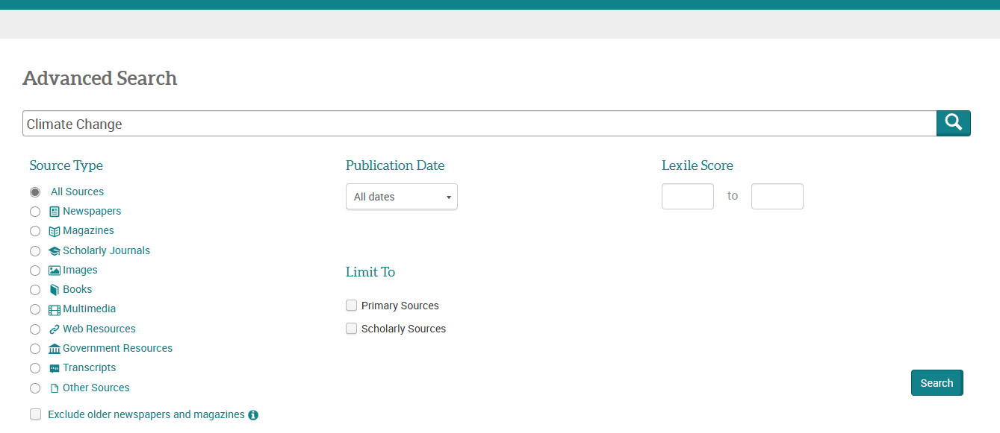 Advanced Search
Climate Change
Source Type
All Sources
Newspapers
Magazines
Scholarly Journals
Images
Books
Multimedia
Web Resources
Government Resources
Transcripts
Other Sources
Exclude older newspapers and magazines
Publication Date
All dates
Limit To
Primary Sources
Scholarly Sources
Lexile Score
to
Search